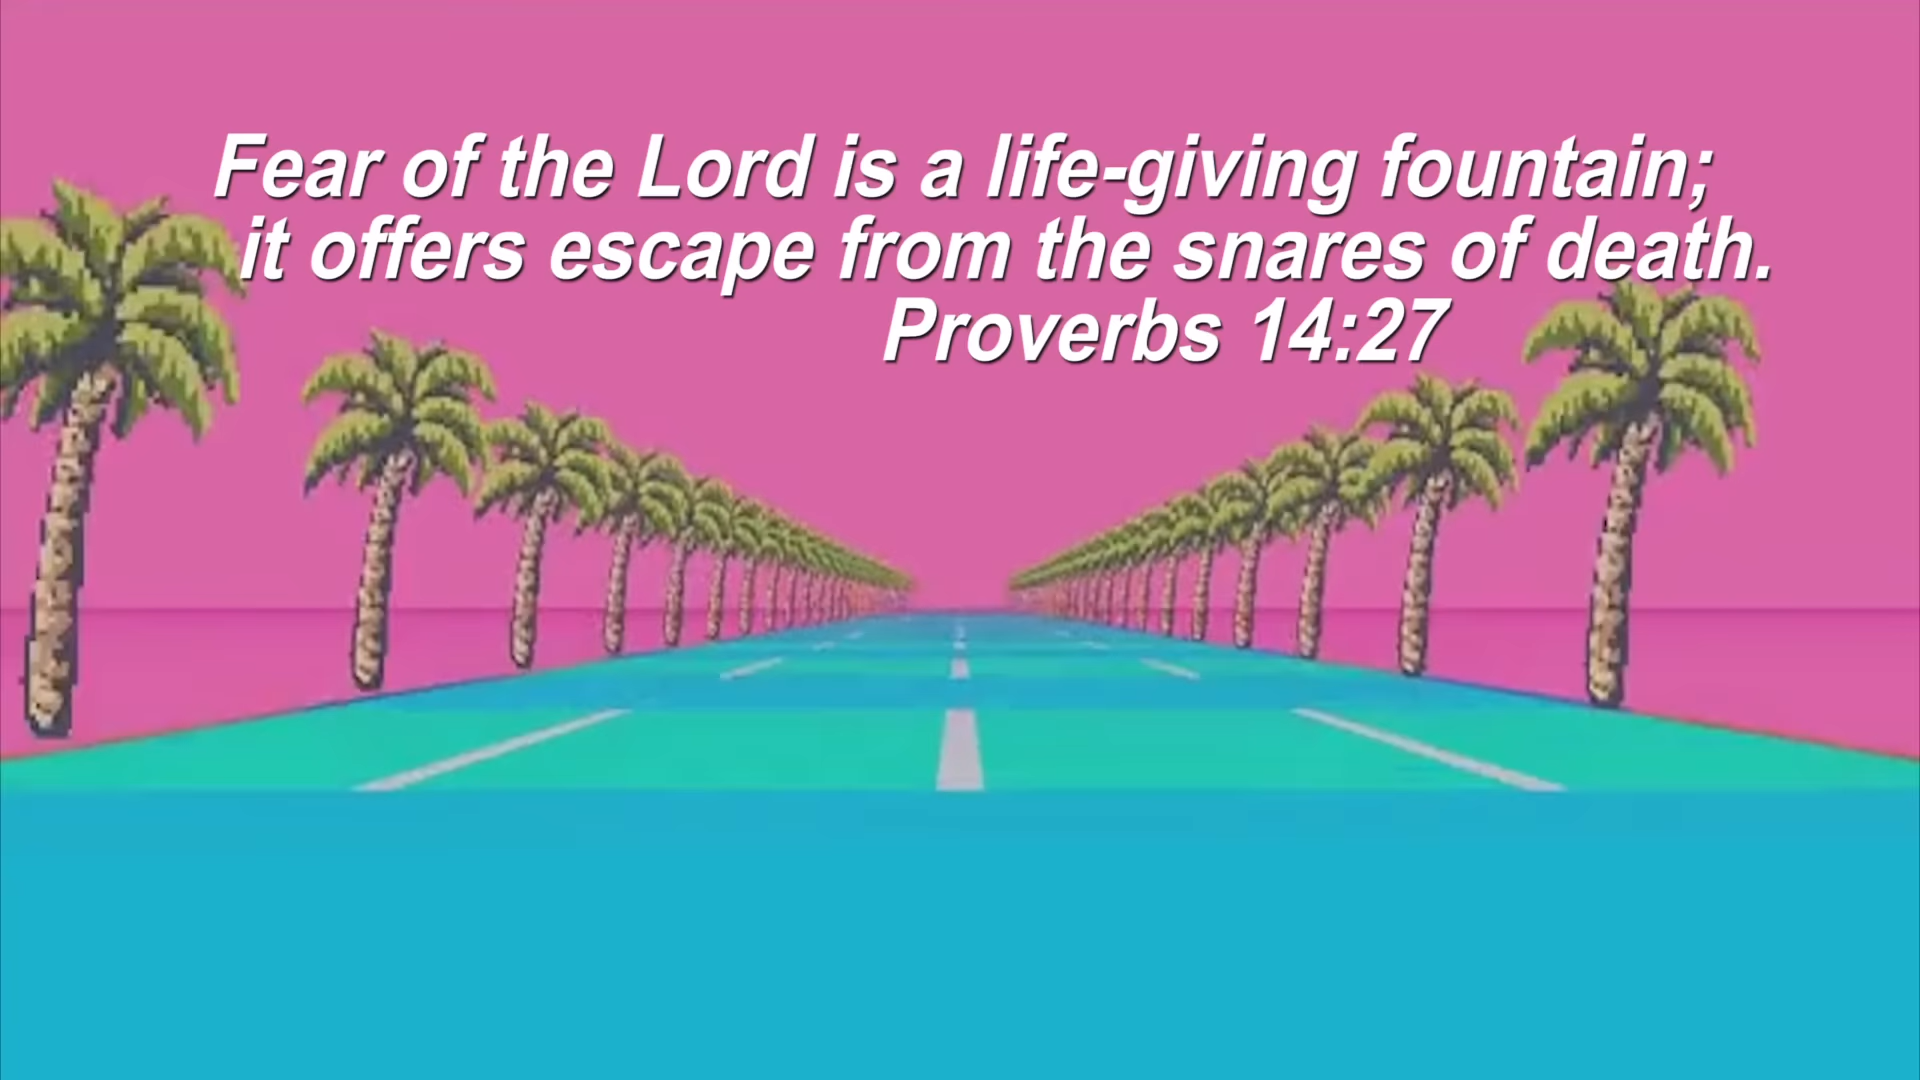 Fear of the Lord is a life-giving fountain;
it offers escape from the snares of death.
Proverbs 14:27